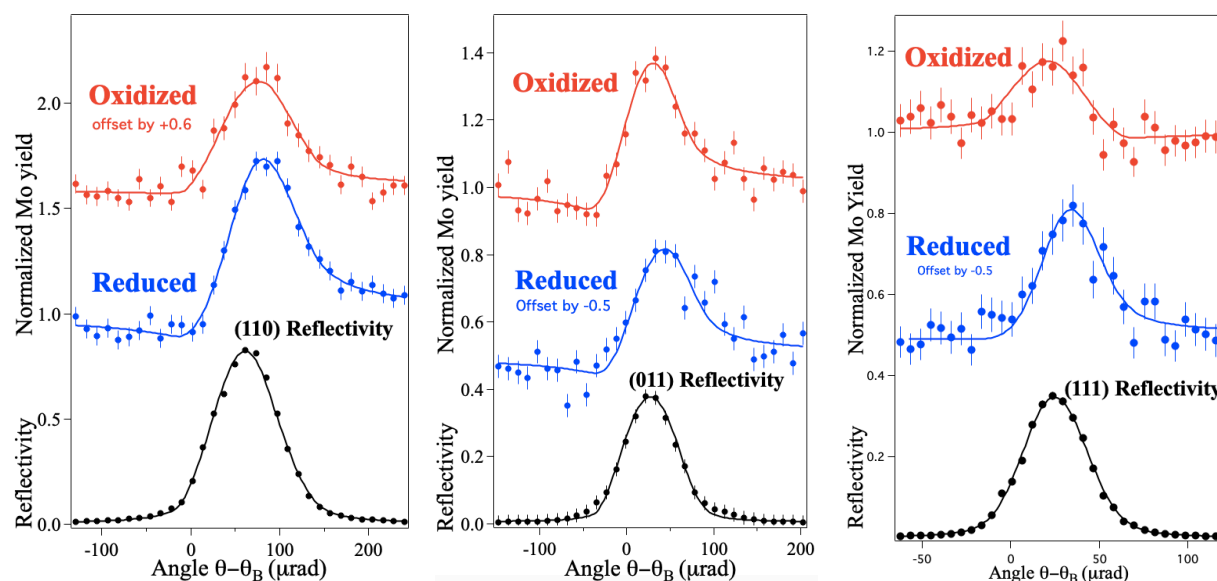 Normalized Mo yield
Reflectivity
2.0
1.5
1.0
0.5
0.0
Oxidized
offset by +0.6
Reduced
(110) Reflectivity
-100
0
100
200
Angle θ−θB (μrad)
Normalized Mo yield
Reflectivity
1.4
1.2
1.0
0.8
0.6
0.4
0.2
0.0
Oxidized
Reduced
Offset by -0.5
(011) Reflectivity
-100
0
100
200
Angle θ−θB (μrad)
Normalized Mo Yield
Reflectivity
1.2
1.0
0.8
0.6
0.4
0.2
Oxidized
Reduced
Offset by -0.5
(111) Reflectivity
-50
0
50
100
Angle θ−θB (μrad)